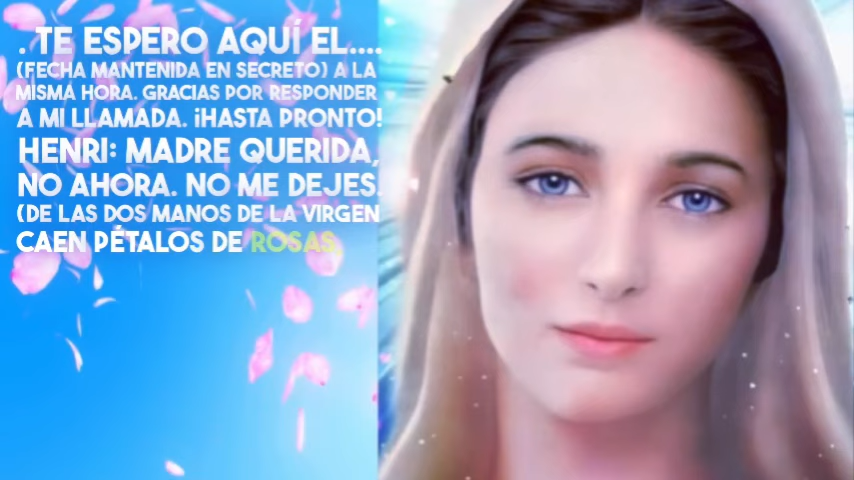 . TE ESPERO AQUÍ EL....
(FECHA MANTENIDA EN SECRETO) A LA
MISMA HORA. GRACIAS POR RESPONDER
A MI LLAMADA. ¡HASTA PRONTO!
HENRI: MADRE QUERIDA,
NO AHORA. NO ME DEJES.
(DE LAS DOS MANOS DE LA VIRGEN
CAEN PÉTALOS DE ROSAS.